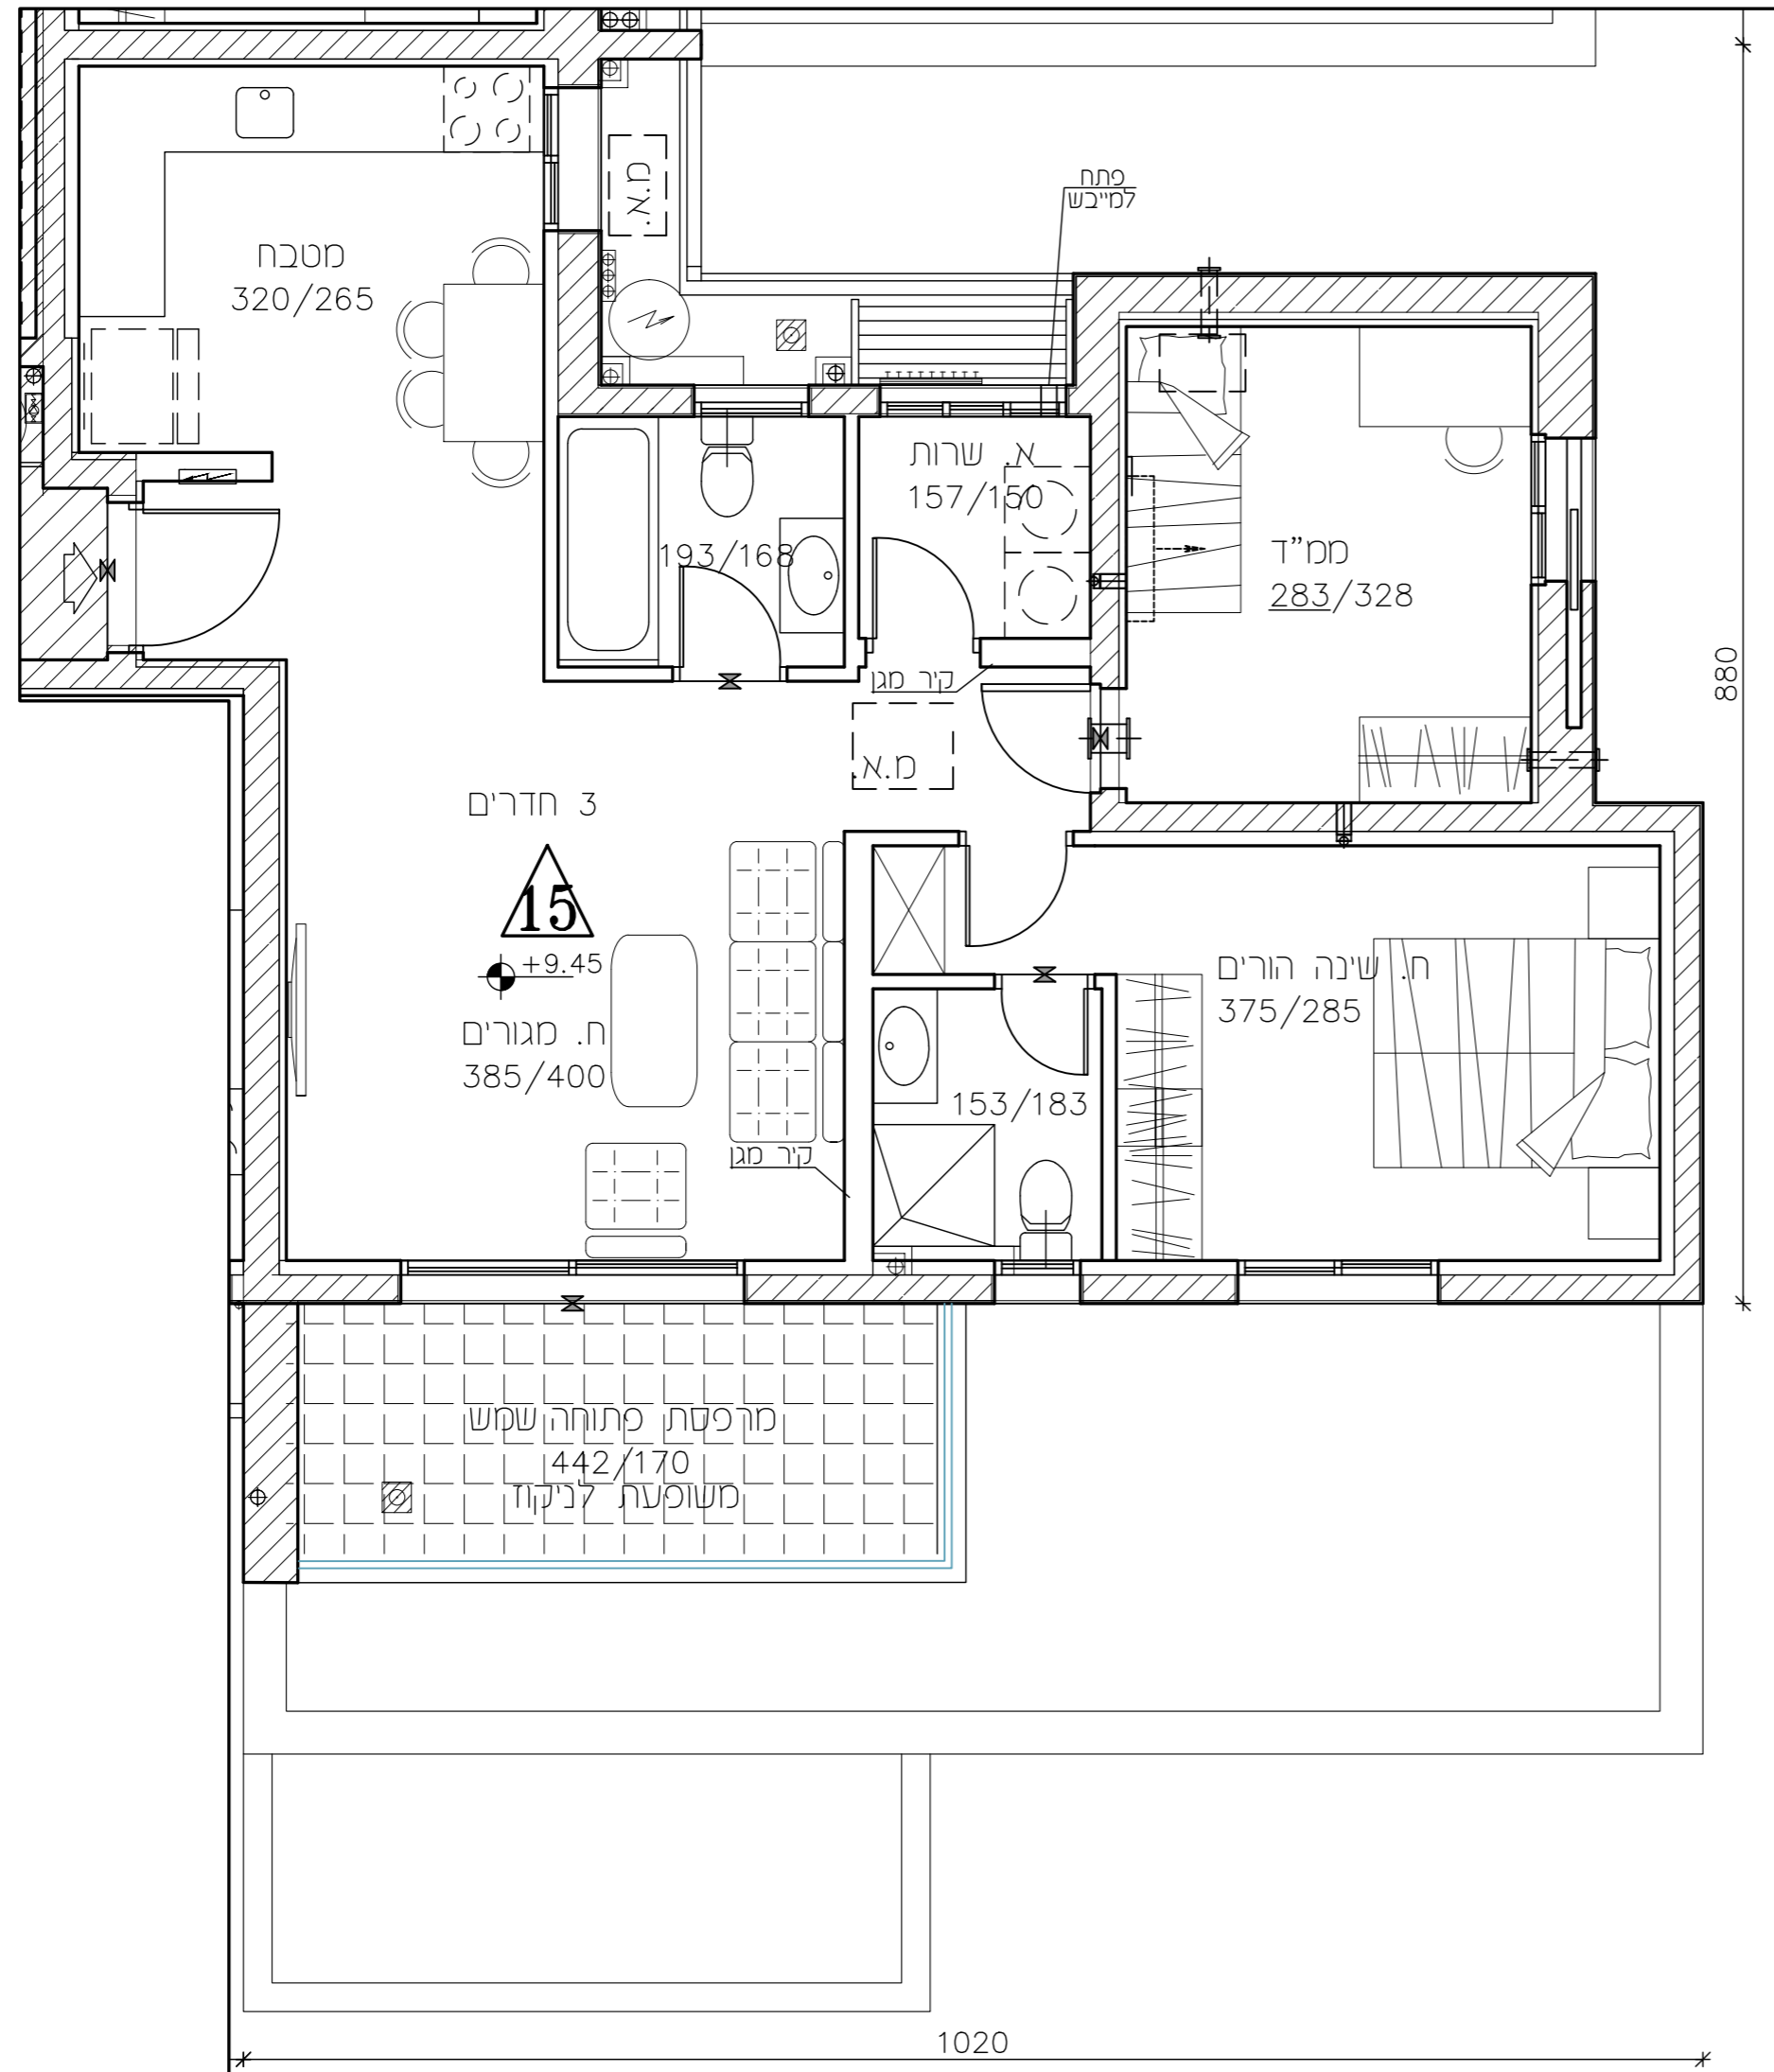 פתח
למייבש
מ.א.
מטבח
320/265
א. שרות
157/150
193/168
ממ"ד
283/328
קיר מגן
מ.א.
880
3 חדרים
15
+9.45
ח. מגורים
385/400
ח. שינה הורים
375/285
153/183
קיר מגן
מרפסת פתוחה שמש
442/170
משופעת לניקוז
1020